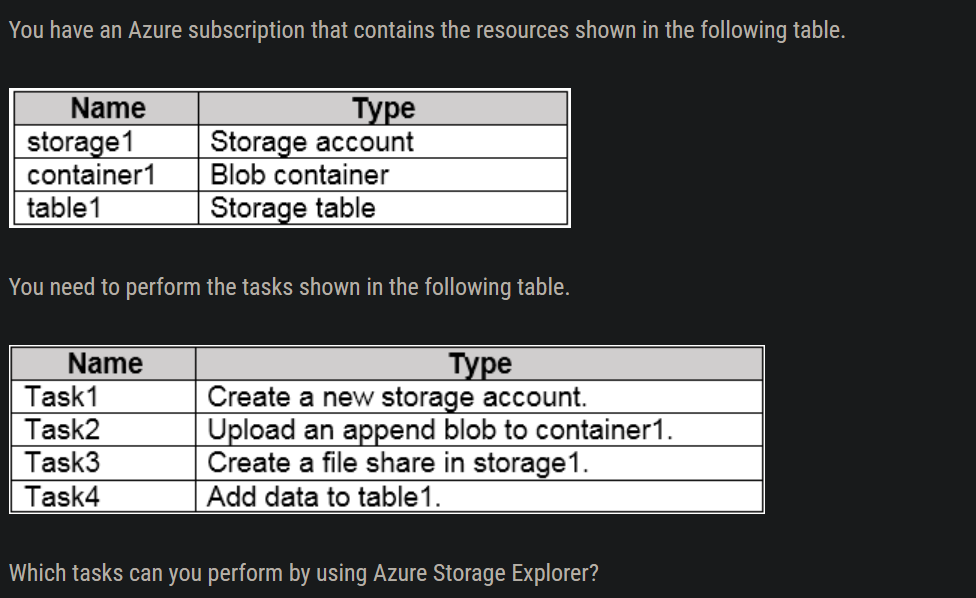 You have an Azure subscription that contains the resources shown in the following table.
Name Type
storage1 Storage account
container1 Blob container
table1 Storage table
You need to perform the tasks shown in the following table.
Name Type
Task1 Create a new storage account.
Task2 Upload an append blob to container1.
Task3 Create a file share in storage1.
Task4 Add data to table1.
Which tasks can you perform by using Azure Storage Explorer?